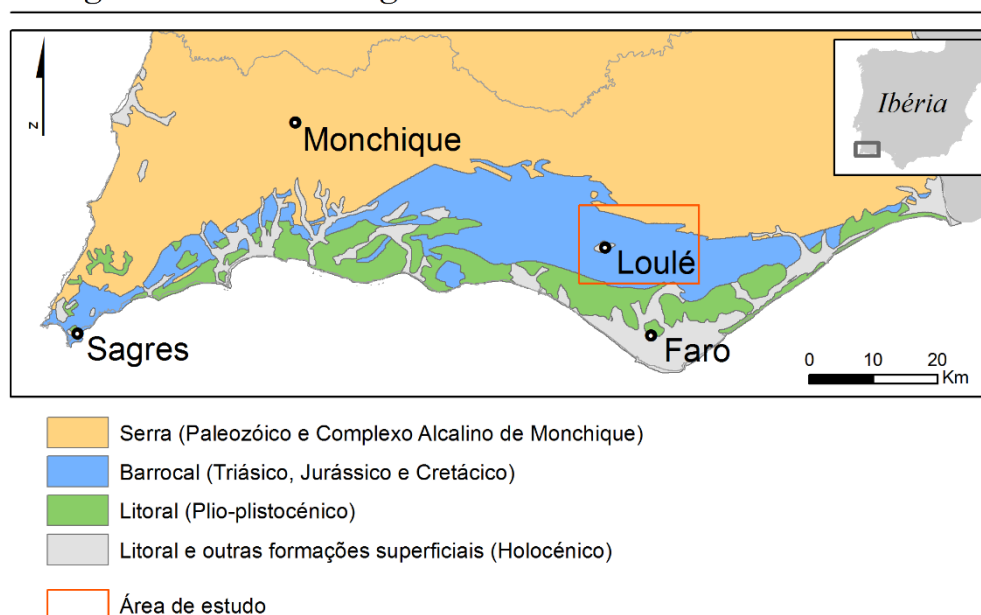 N
Monchique
Ibéria
Loulé
Sagres
Faro
0 10 20
Km
Serra (Paleozóico e Complexo Alcalino de Monchique)
Barrocal (Triásico, Jurássico e Cretácico)
Litoral (Plio-plistocénico)
Litoral e outras formações superficiais (Holocénico)
Área de estudo